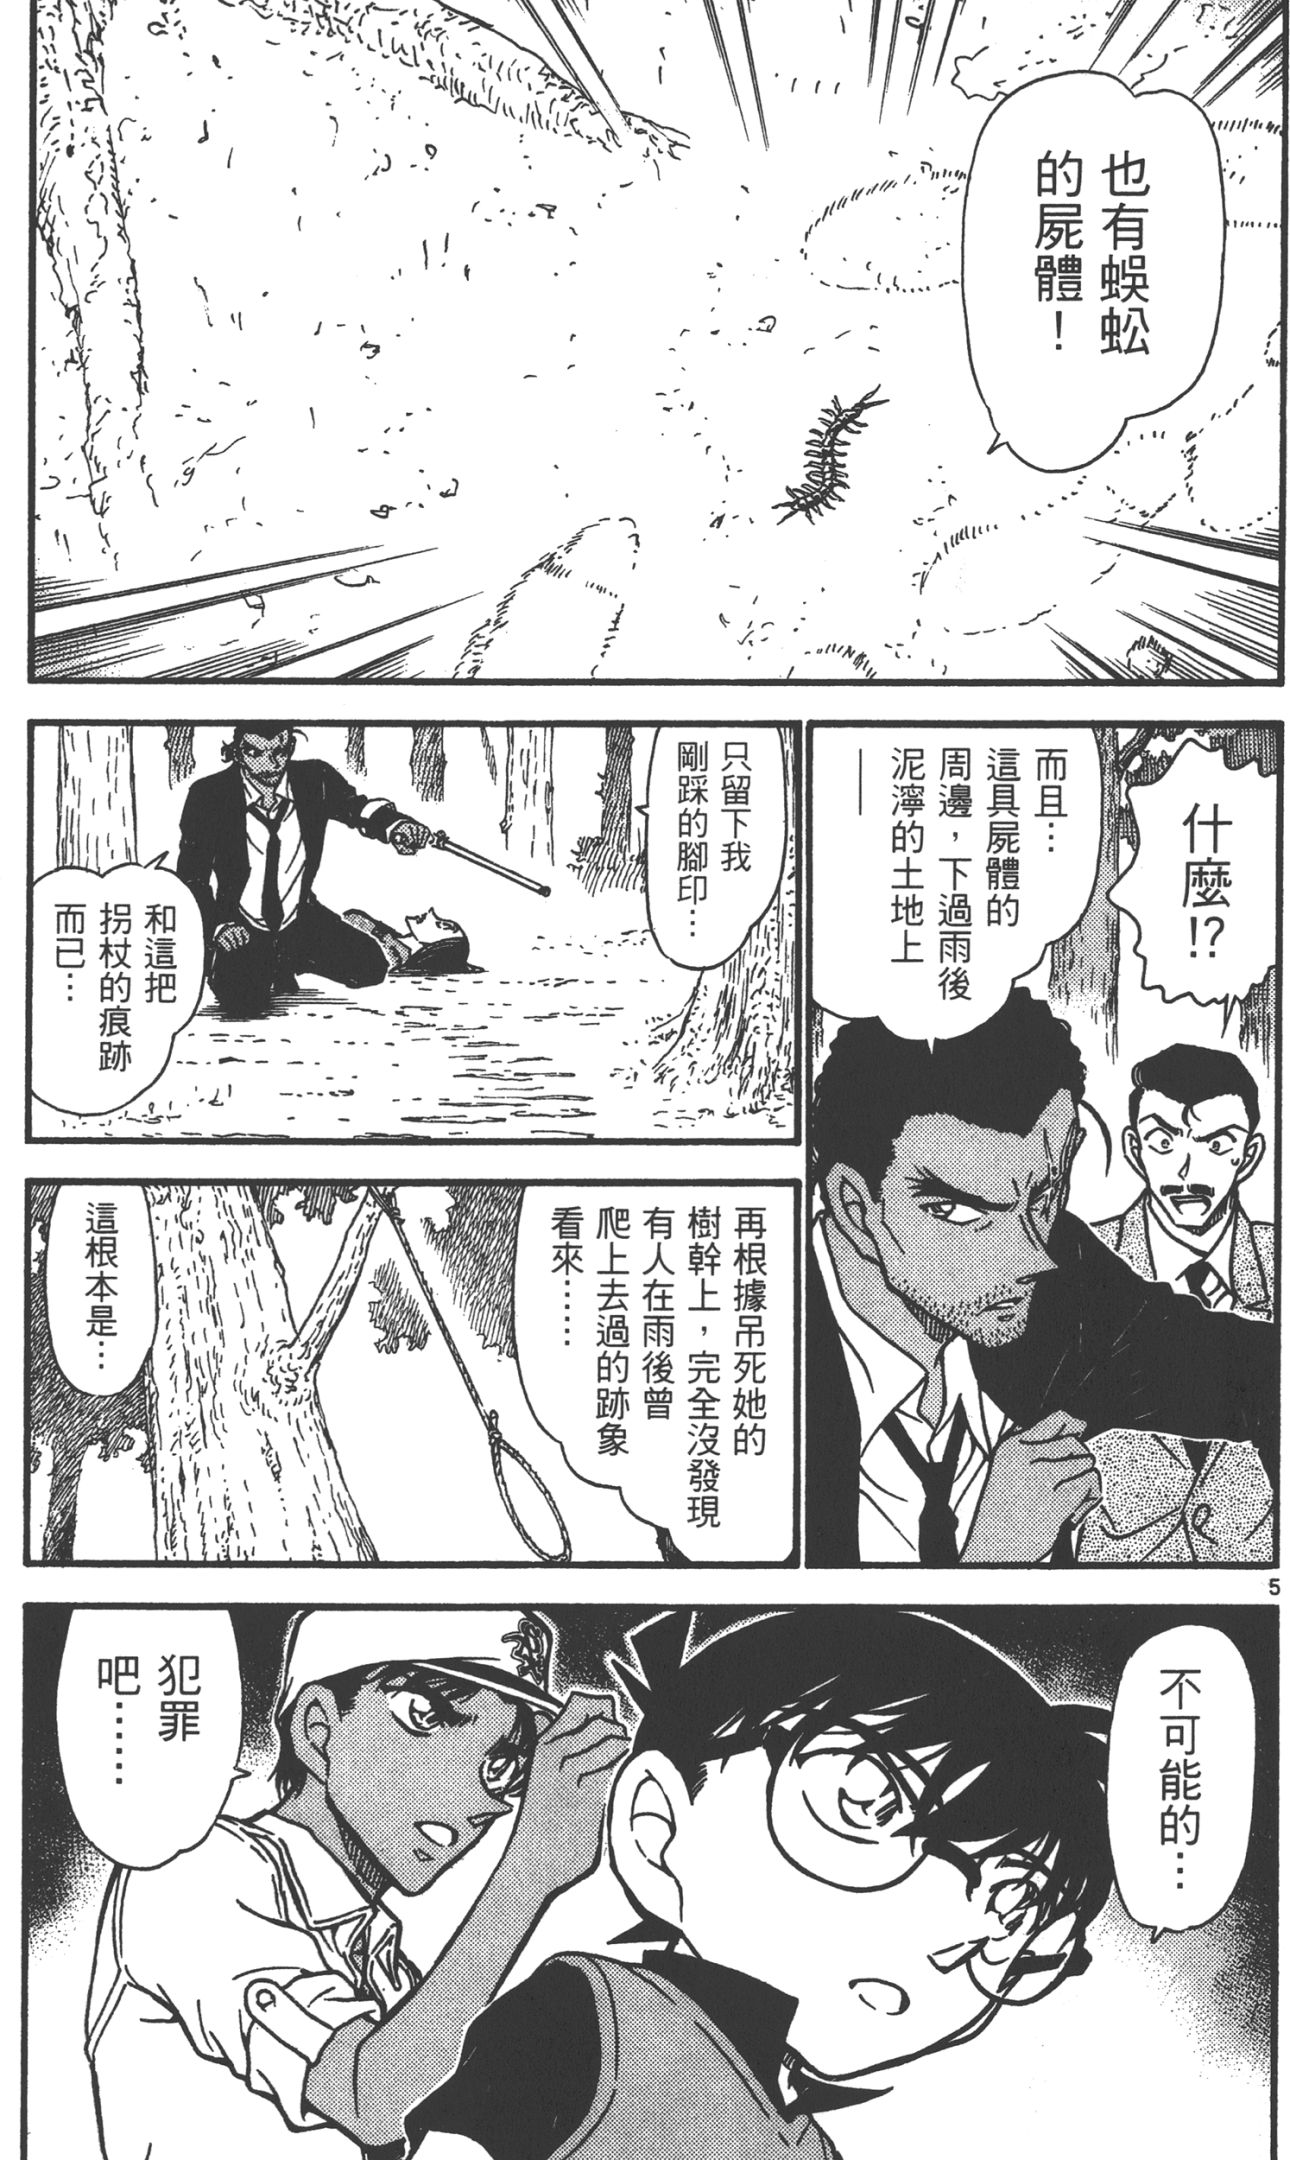 也有蜈蚣
的屍體！
什麼!?
而且…
這具屍體的
周邊，下過雨後
泥濘的土地上
——
只留下我
剛踩的腳印…
和這把
拐杖的痕跡
而已…
再根據吊死她的
樹幹上，完全沒發現
有人在雨後曾
爬上去過的跡象
看來……
這根本是…
5
不可能的…
犯罪
吧……